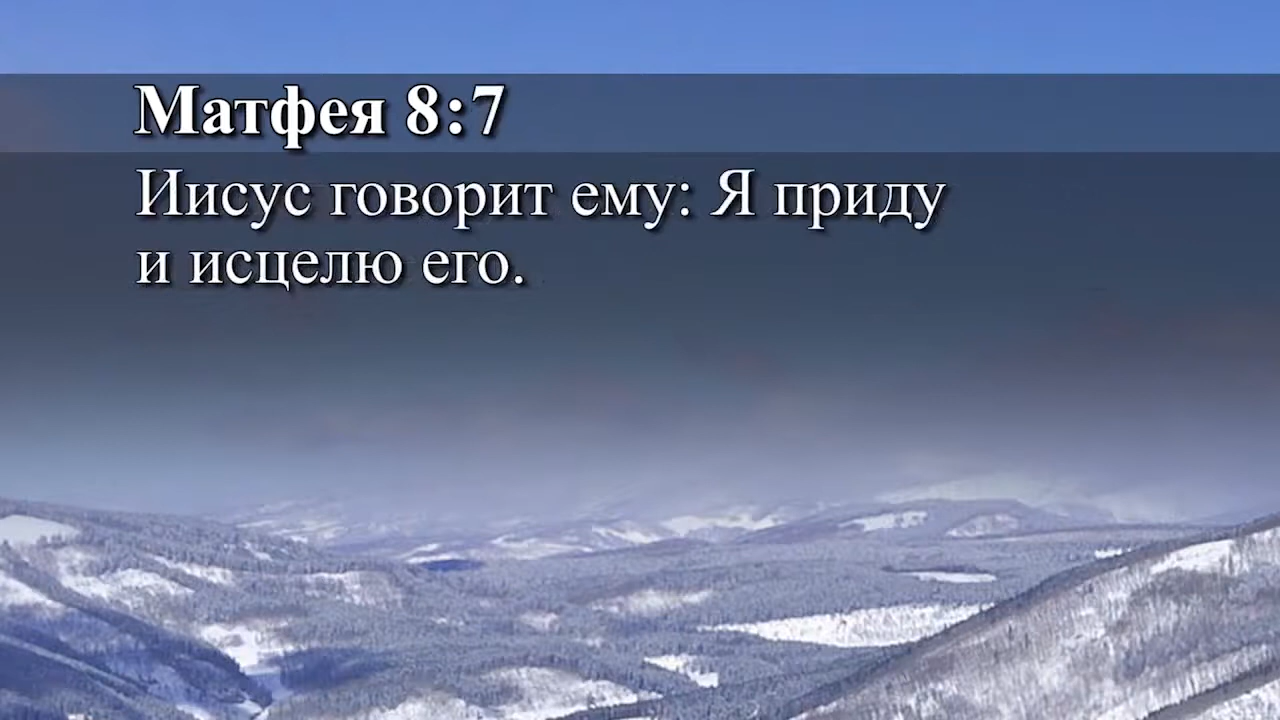 Матфея 8:7
Иисус говорит ему: Я приду
и исцелю его.